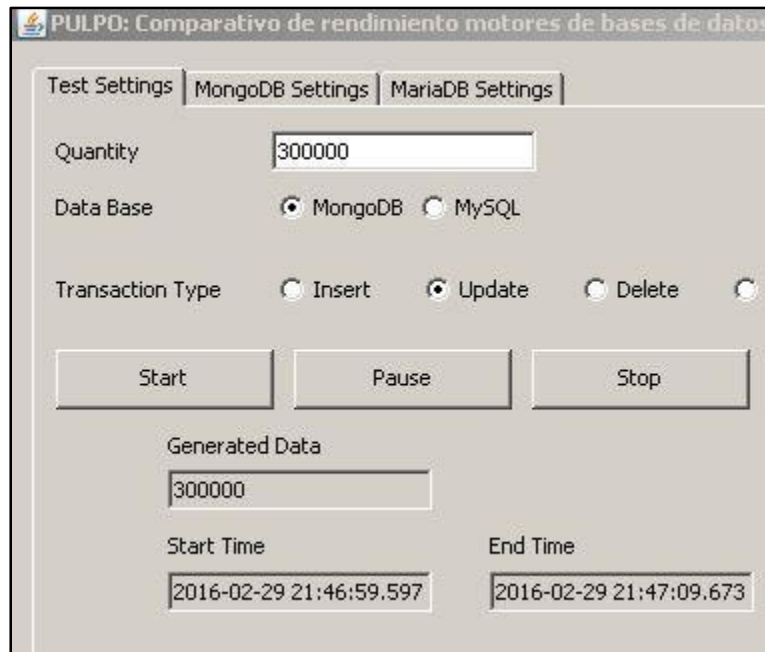 PULPO: Comparativo de rendimiento motores de bases de datos
Test Settings MongoDB Settings MariaDB Settings
Quantity 300000
Data Base MongoDB MySQL
Transaction Type Insert Update Delete
Start Pause Stop
Generated Data
300000
Start Time End Time
2016-02-29 21:46:59.597 2016-02-29 21:47:09.673